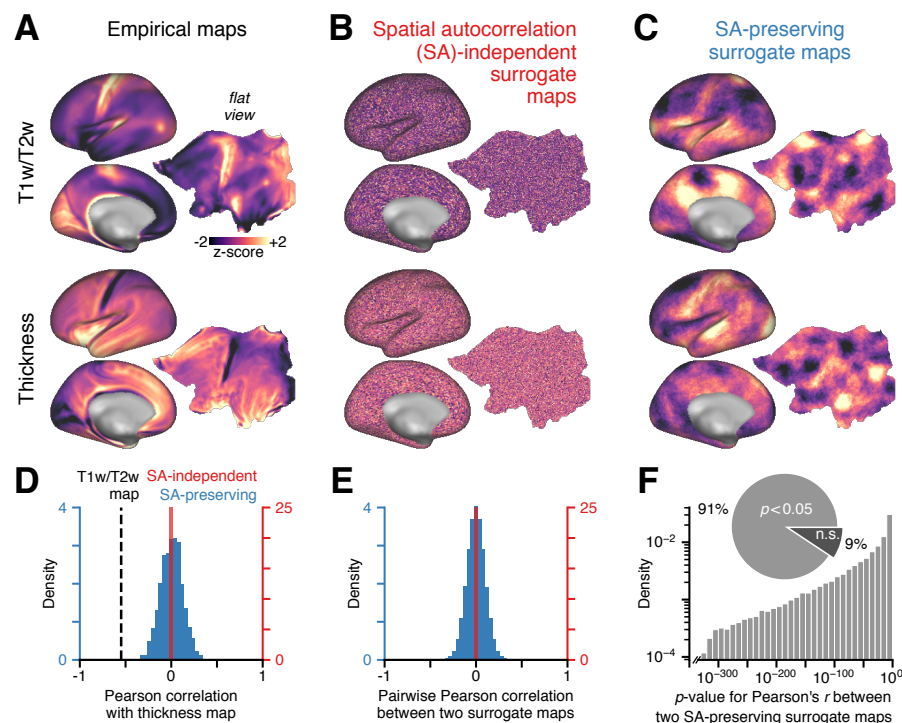 A
Empirical maps
B
Spatial autocorrelation
(SA)-independent
surrogate
maps
C
SA-preserving
surrogate maps
T1w/T2w
flat
view
-2
+2
z-score
Thickness
D
T1w/T2w
map
SA-independent
SA-preserving
4
25
Density
0
0
-1
0
1
Pearson correlation
with thickness map
E
4
25
Density
0
0
-1
0
1
Pairwise Pearson correlation
between two surrogate maps
F
91%
p<0.05
n.s.
9%
10⁻²
Density
10⁻⁴
10⁻³⁰⁰
10⁻²⁰⁰
10⁻¹⁰⁰
10⁰
p-value for Pearson's r between
two SA-preserving surrogate maps